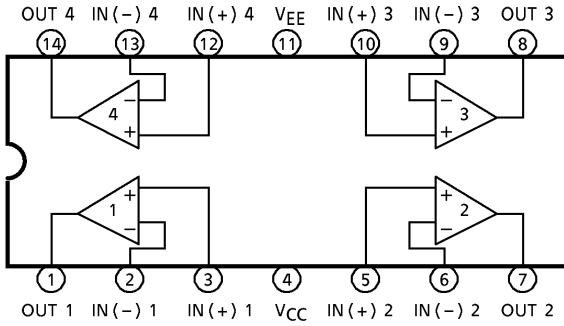 OUT 4 IN(-) 4 IN(+) 4 VEE IN(+) 3 IN(-) 3 OUT 3
14 13 12 11 10 9 8
- -
4 3
+ +
+ +
1 2
- -
1 2 3 4 5 6 7
OUT 1 IN(-) 1 IN(+) 1 VCC IN(+) 2 IN(-) 2 OUT 2